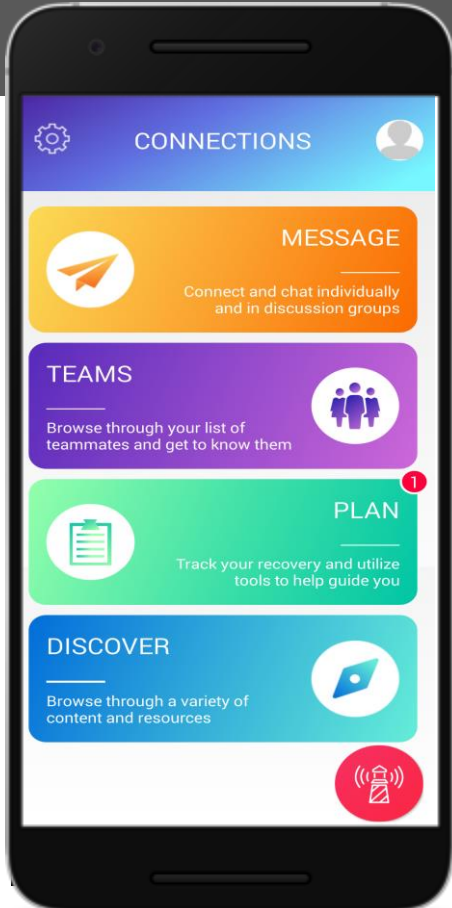 CONNECTIONS
MESSAGE
Connect and chat individually
and in discussion groups
TEAMS
Browse through your list of
teammates and get to know them
1
PLAN
Track your recovery and utilize
tools to help guide you
DISCOVER
Browse through a variety of
content and resources